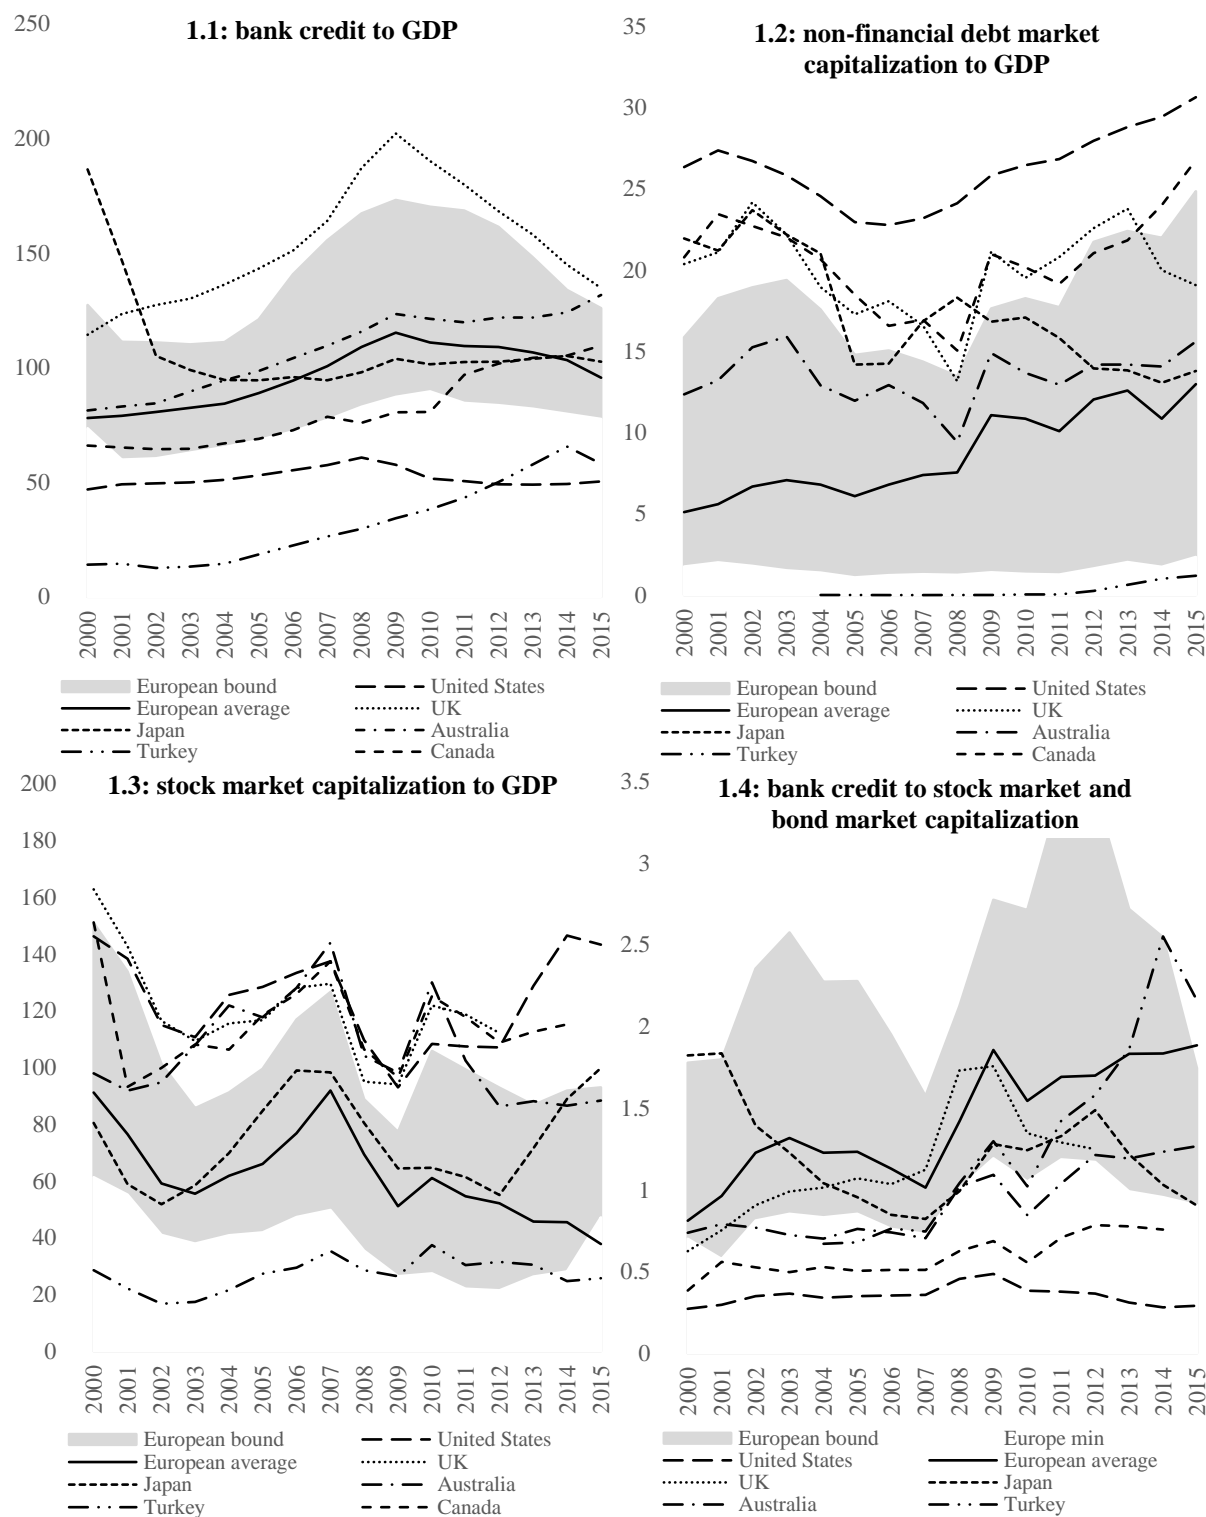 1.1: bank credit to GDP
250
200
150
100
50
0
2000 2001 2002 2003 2004 2005 2006 2007 2008 2009 2010 2011 2012 2013 2014 2015
European bound United States
European average UK
Japan Australia
Turkey Canada
1.2: non-financial debt market
capitalization to GDP
35
30
25
20
15
10
5
0
2000 2001 2002 2003 2004 2005 2006 2007 2008 2009 2010 2011 2012 2013 2014 2015
European bound United States
European average UK
Japan Australia
Turkey Canada
1.3: stock market capitalization to GDP
200
180
160
140
120
100
80
60
40
20
0
2000 2001 2002 2003 2004 2005 2006 2007 2008 2009 2010 2011 2012 2013 2014 2015
European bound United States
European average UK
Japan Australia
Turkey Canada
1.4: bank credit to stock market and
bond market capitalization
3.5
3
2.5
2
1.5
1
0.5
0
2000 2001 2002 2003 2004 2005 2006 2007 2008 2009 2010 2011 2012 2013 2014 2015
European bound Europe min
United States European average
UK Japan
Australia Turkey